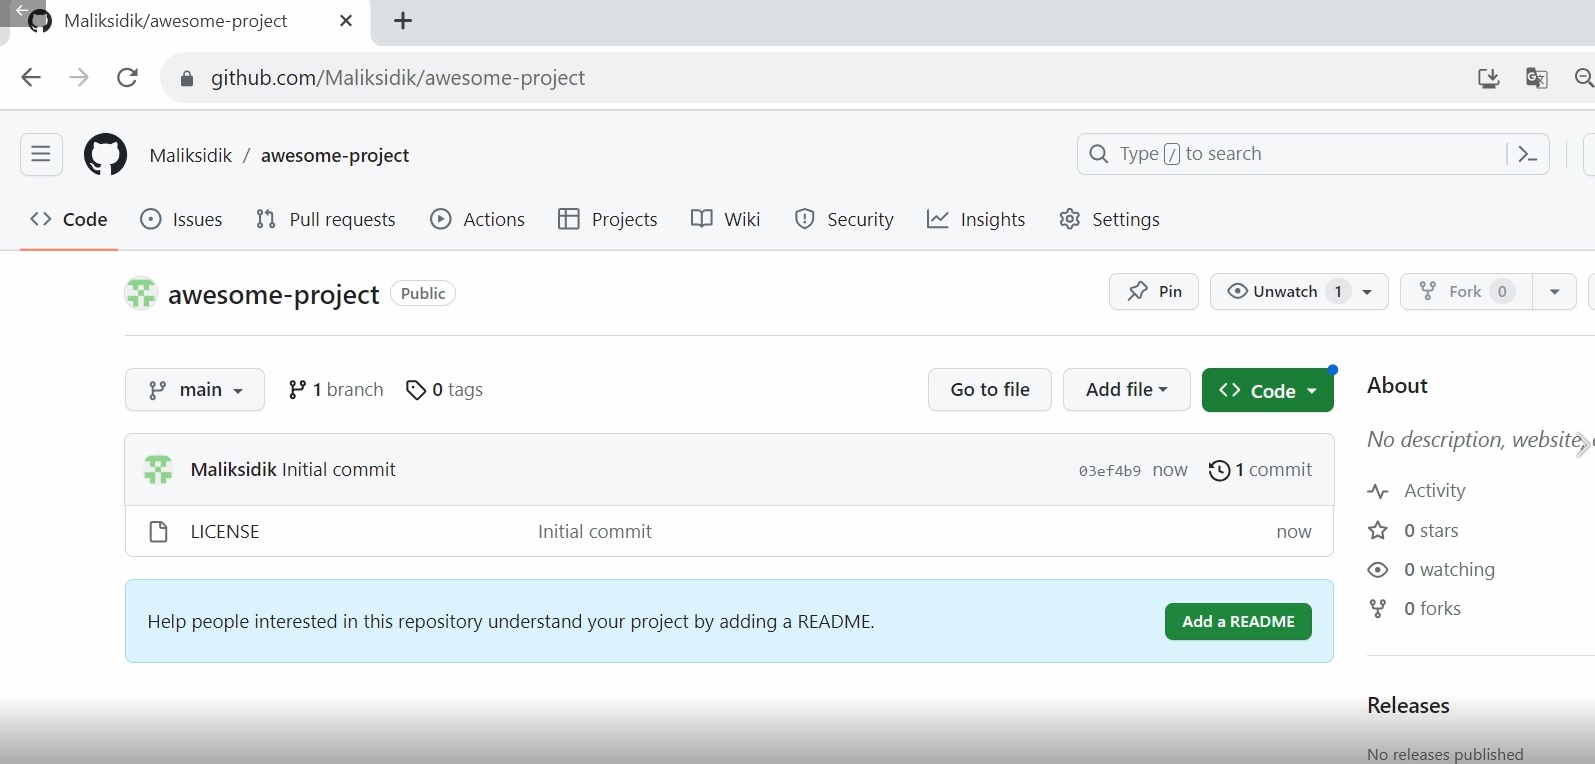 Maliksidik/awesome-project
github.com/Maliksidik/awesome-project
Maliksidik / awesome-project
Type / to search
Code Issues Pull requests Actions Projects Wiki Security Insights Settings
awesome-project Public
Pin Unwatch 1 Fork 0
main 1 branch 0 tags Go to file Add file Code
About
No description, website,
Maliksidik Initial commit 03ef4b9 now 1 commit
Activity
LICENSE Initial commit now
0 stars
0 watching
0 forks
Help people interested in this repository understand your project by adding a README. Add a README
Releases
No releases published